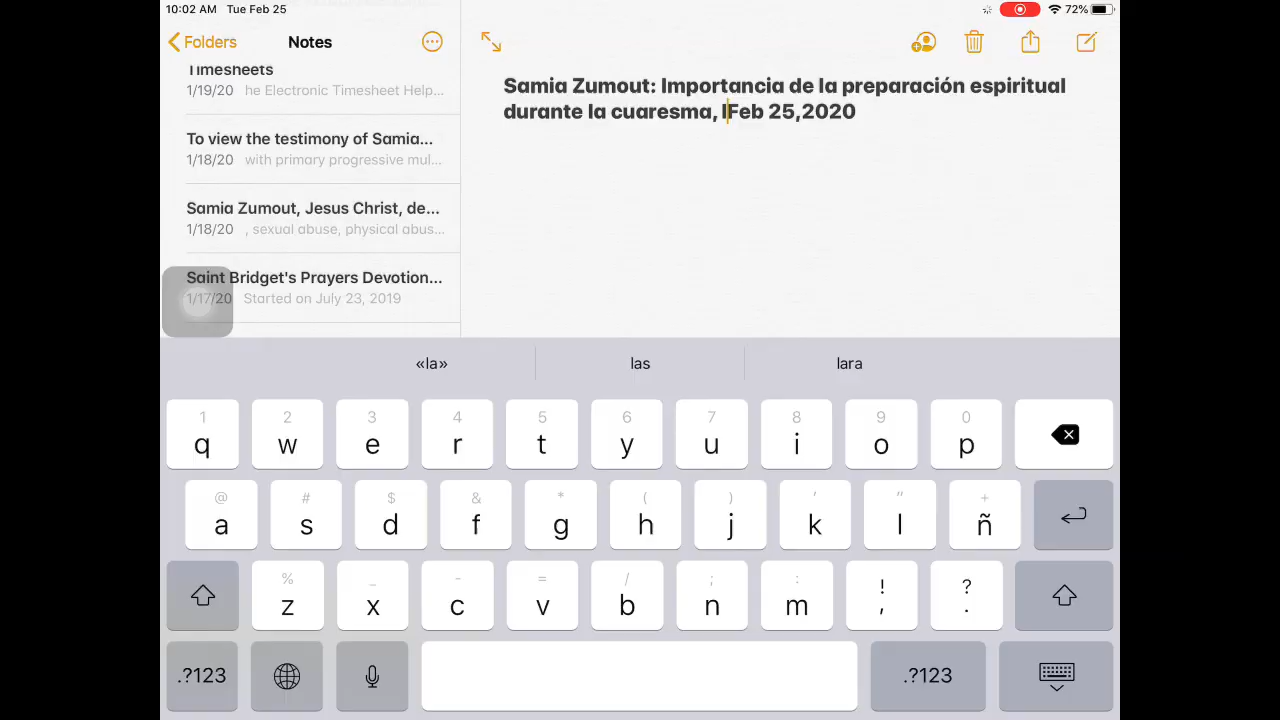 10:02 AM Tue Feb 25
72%
Folders
Notes
Timesheets
1/19/20 he Electronic Timesheet Help...
To view the testimony of Samia...
1/18/20 with primary progressive mul...
Samia Zumout, Jesus Christ, de...
1/18/20 , sexual abuse, physical abus...
Saint Bridget's Prayers Devotion...
1/17/20 Started on July 23, 2019
Samia Zumout: Importancia de la preparación espiritual
durante la cuaresma, lFeb 25,2020
«la» las lara
1 2 3 4 5 6 7 8 9 0
q w e r t y u i o p
@ # $ & * ( ) ' " +
a s d f g h j k l ñ
% _ - = / ; : ! ?
z x c v b n m , .
.?123 .?123